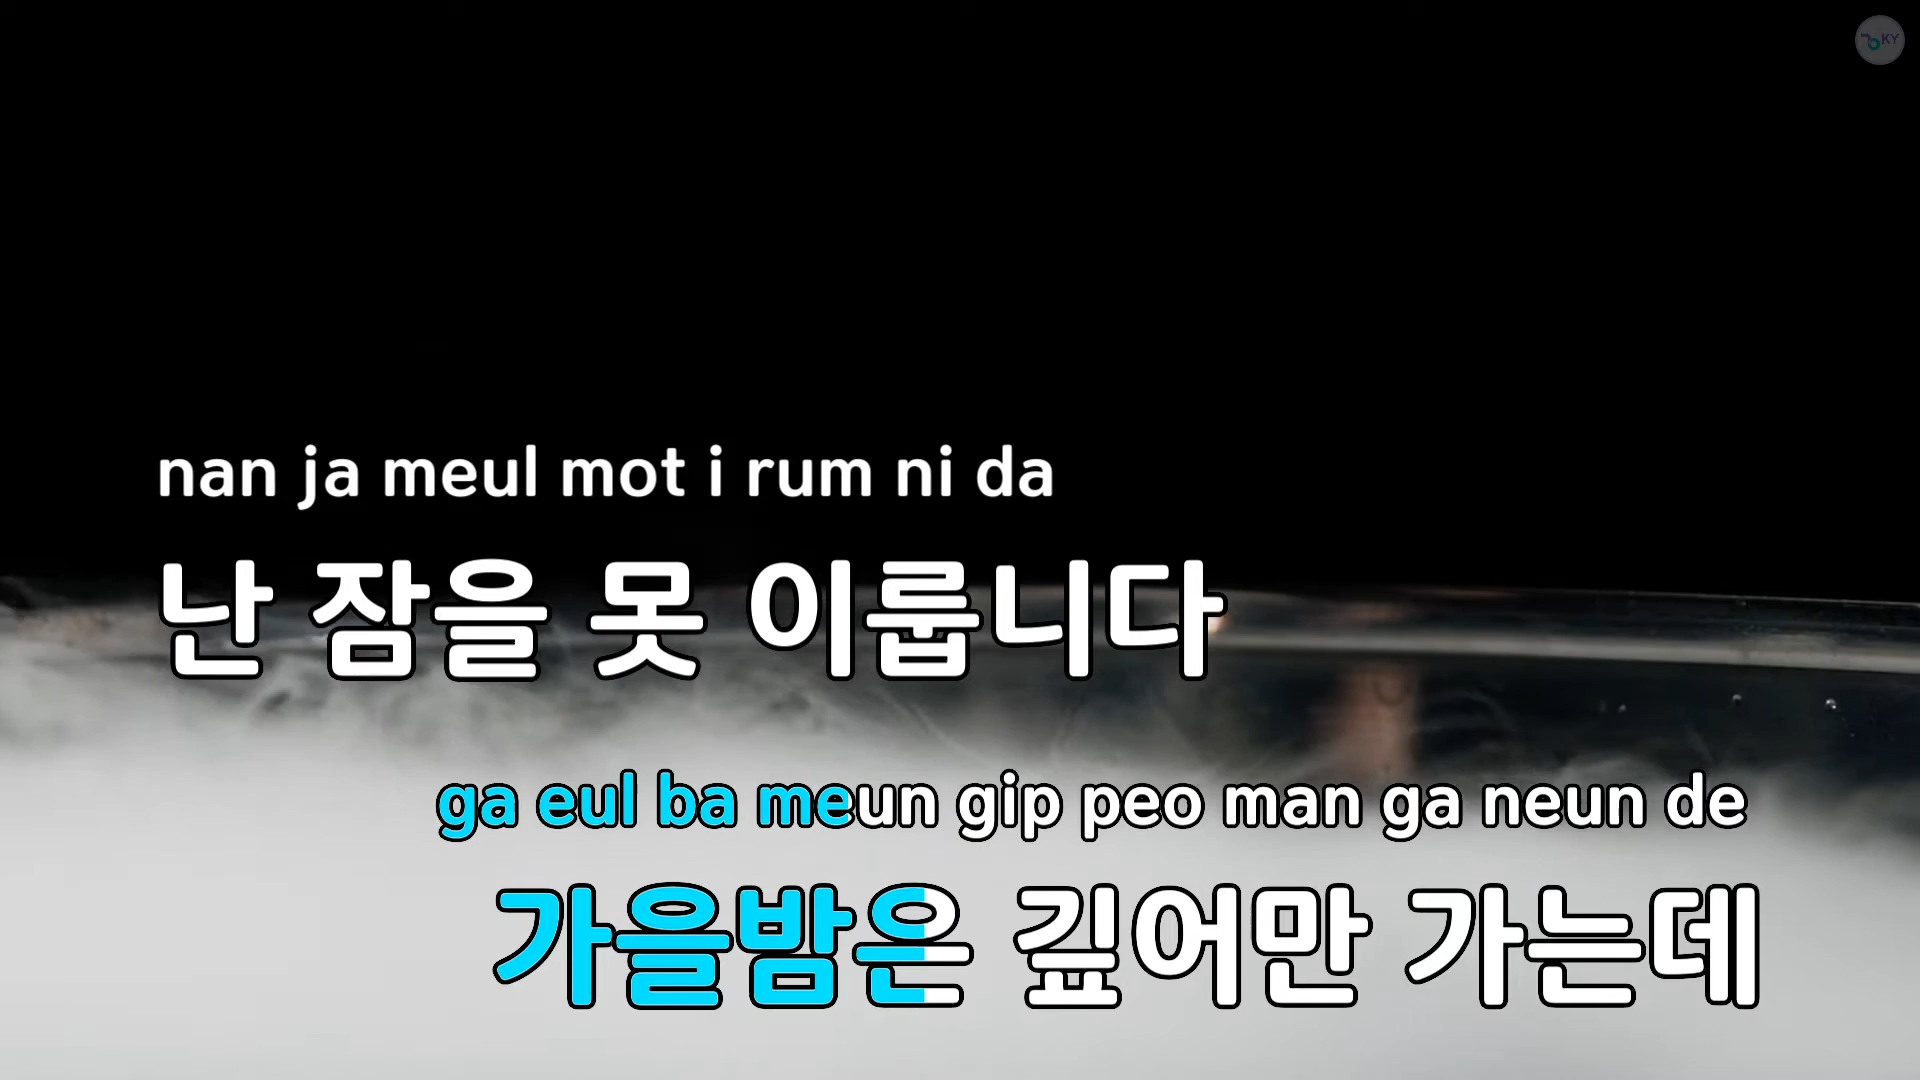 KY
nan ja meul mot i rum ni da
난 잠을 못 이룹니다
ga eul ba meun gip peo man ga neun de
가을밤은 깊어만 가는데